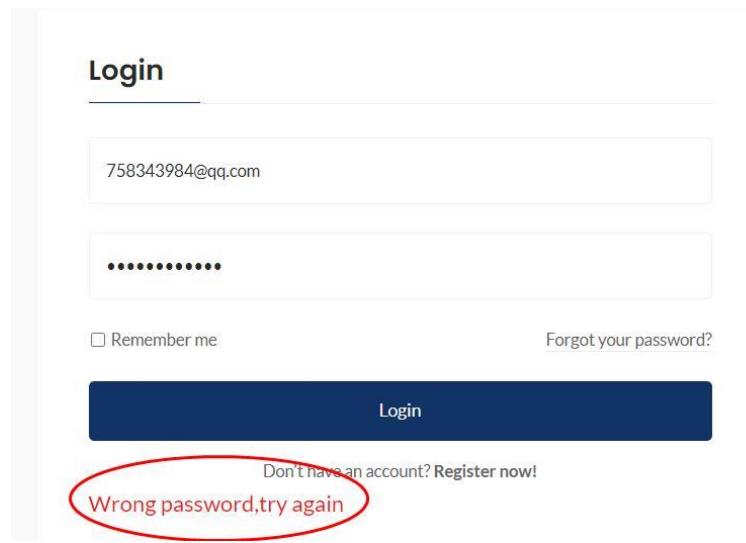 Login
758343984@qq.com
••••••••••••
Remember me Forgot your password?
Login
Don't have an account? Register now!
Wrong password,try again